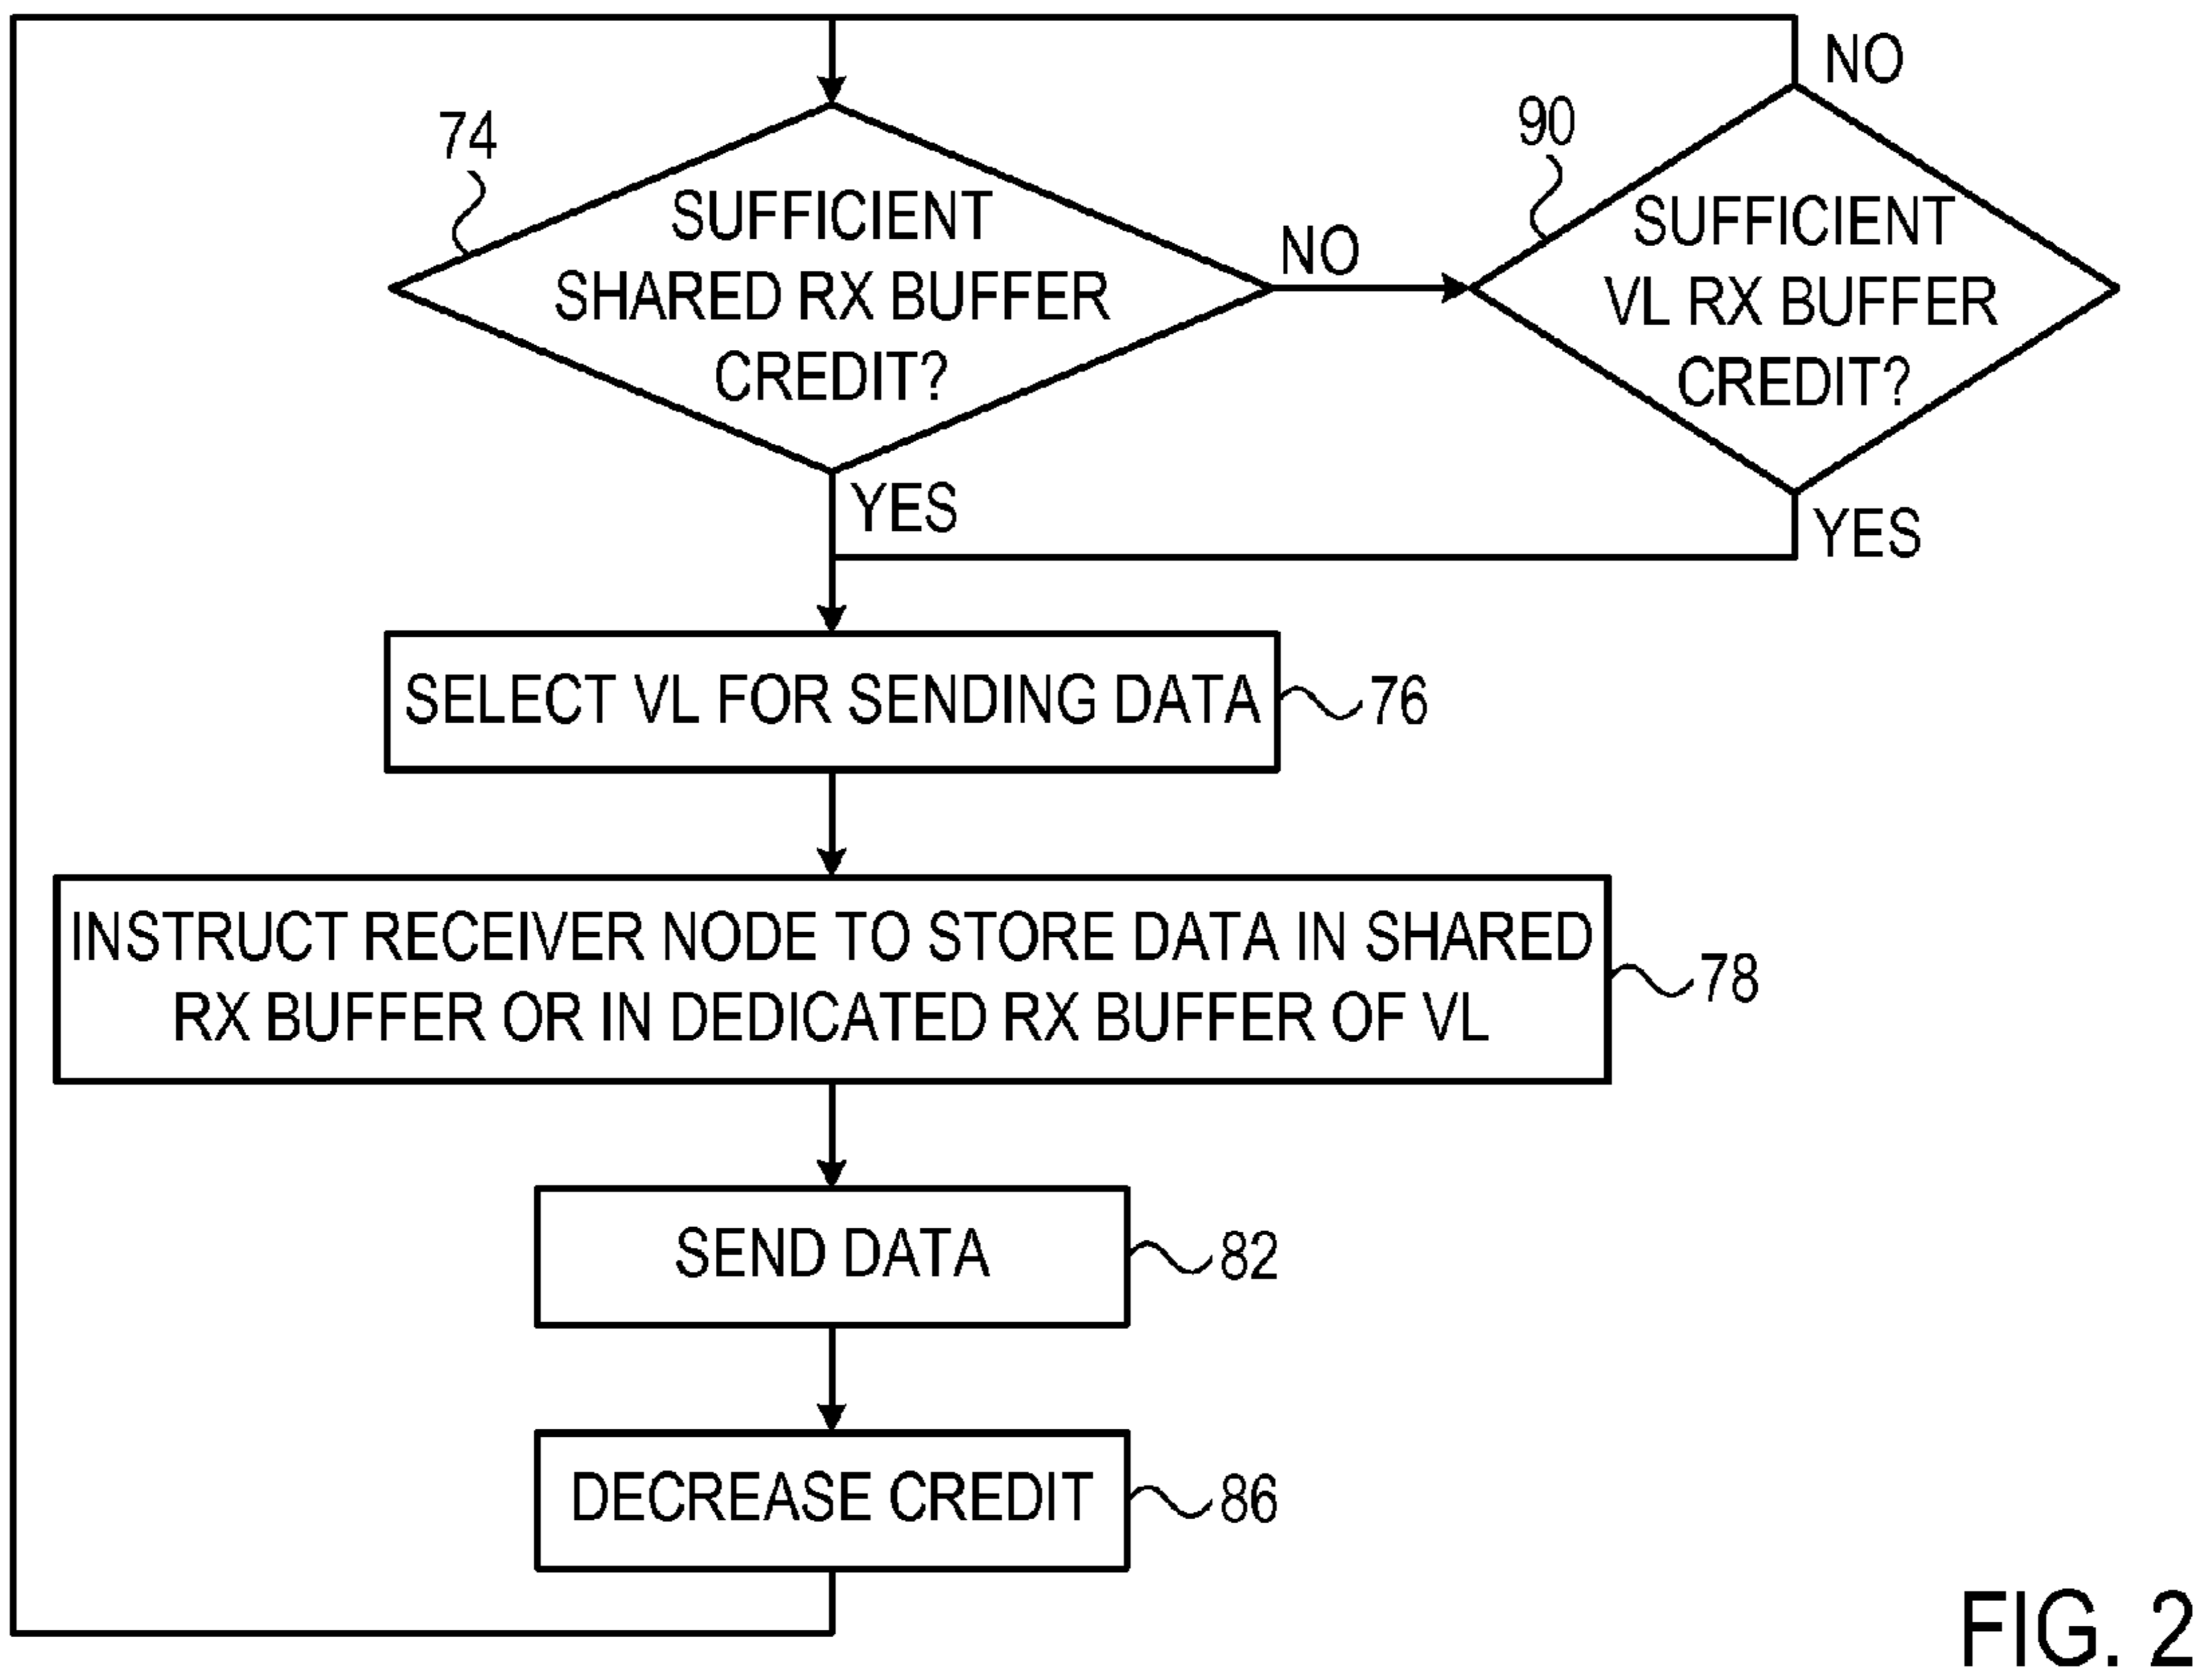 NO
74
90
SUFFICIENT
SHARED RX BUFFER
CREDIT?
NO
SUFFICIENT
VL RX BUFFER
CREDIT?
YES
YES
SELECT VL FOR SENDING DATA
76
INSTRUCT RECEIVER NODE TO STORE DATA IN SHARED
RX BUFFER OR IN DEDICATED RX BUFFER OF VL
78
SEND DATA
82
DECREASE CREDIT
86
FIG. 2